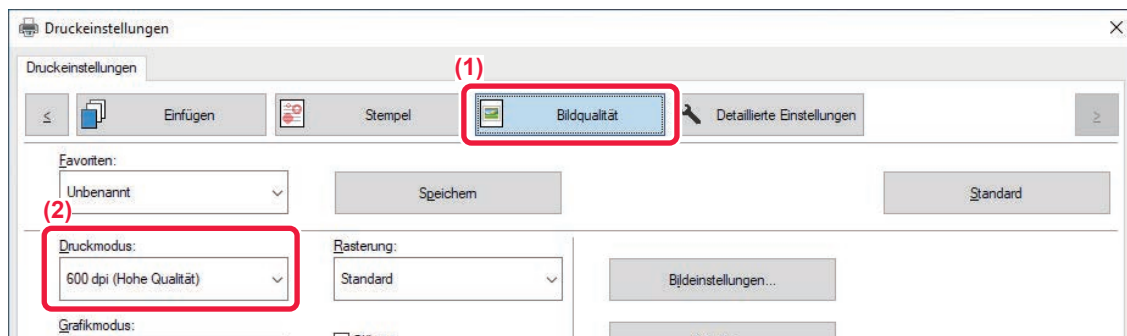 Druckeinstellungen
Druckeinstellungen
(1)
< Einfügen Stempel Bildqualität Detaillierte Einstellungen >
Favoriten:
Unbenannt Speichern Standard
(2)
Druckmodus: Rasterung:
600 dpi (Hohe Qualität) Standard Bildeinstellungen...
Grafikmodus: